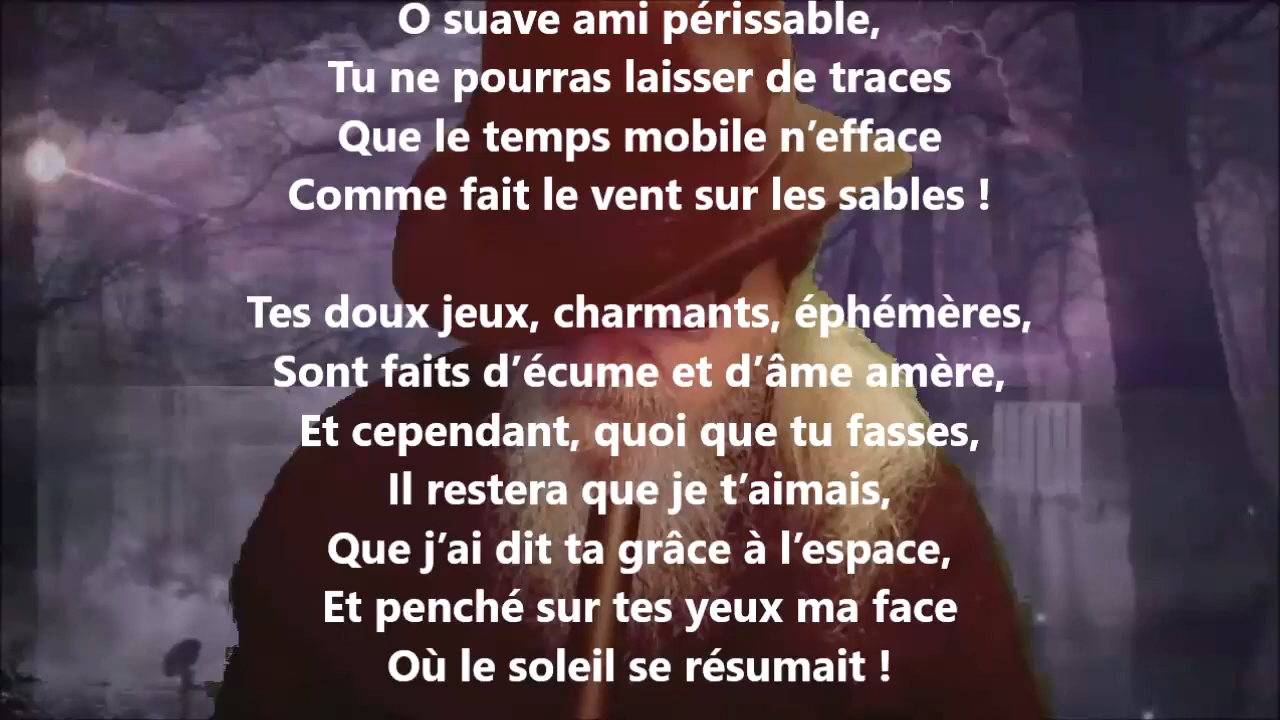 O suave ami périssable,
Tu ne pourras laisser de traces
Que le temps mobile n’efface
Comme fait le vent sur les sables !
Tes doux jeux, charmants, éphémères,
Sont faits d’écume et d’âme amère,
Et cependant, quoi que tu fasses,
Il restera que je t’aimais,
Que j’ai dit ta grâce à l’espace,
Et penché sur tes yeux ma face
Où le soleil se résumait !